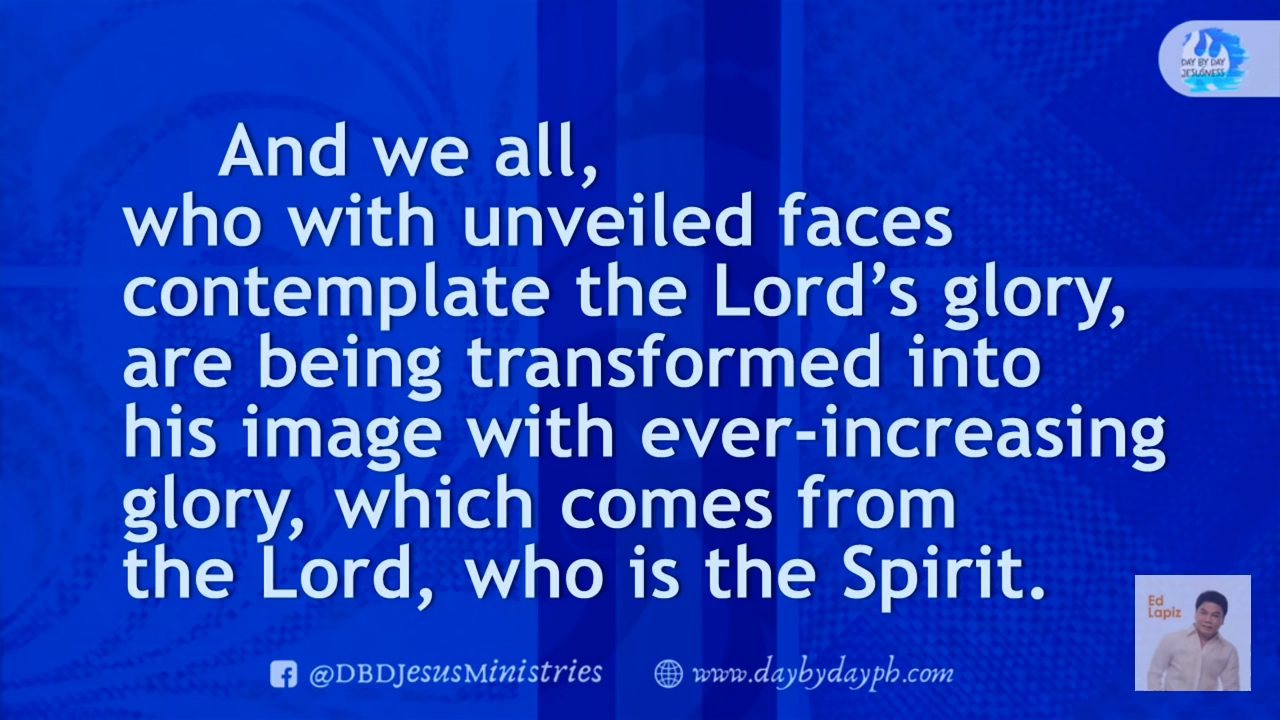 DAY BY DAY
JESUSNESS
And we all,
who with unveiled faces
contemplate the Lord’s glory,
are being transformed into
his image with ever-increasing
glory, which comes from
the Lord, who is the Spirit.
Ed
Lapiz
@DBDJesusMinistries
www.daybydayph.com